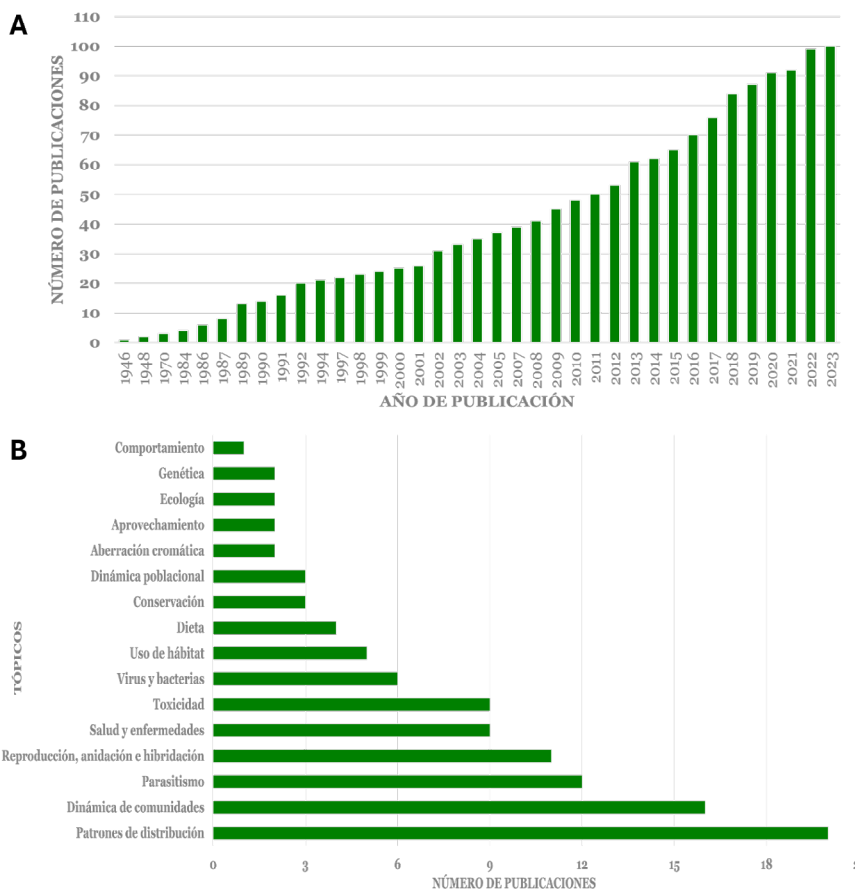 A
NÚMERO DE PUBLICACIONES
110
100
90
80
70
60
50
40
30
20
10
0
1946 1948 1970 1984 1986 1987 1989 1990 1991 1992 1994 1997 1998 1999 2000 2001 2002 2003 2004 2005 2007 2008 2009 2010 2011 2012 2013 2014 2015 2016 2017 2018 2019 2020 2021 2022 2023
AÑO DE PUBLICACIÓN
B
TÓPICOS
Comportamiento
Genética
Ecología
Aprovechamiento
Aberración cromática
Dinámica poblacional
Conservación
Dieta
Uso de hábitat
Virus y bacterias
Toxicidad
Salud y enfermedades
Reproducción, anidación e hibridación
Parasitismo
Dinámica de comunidades
Patrones de distribución
0 3 6 9 12 15 18
NÚMERO DE PUBLICACIONES